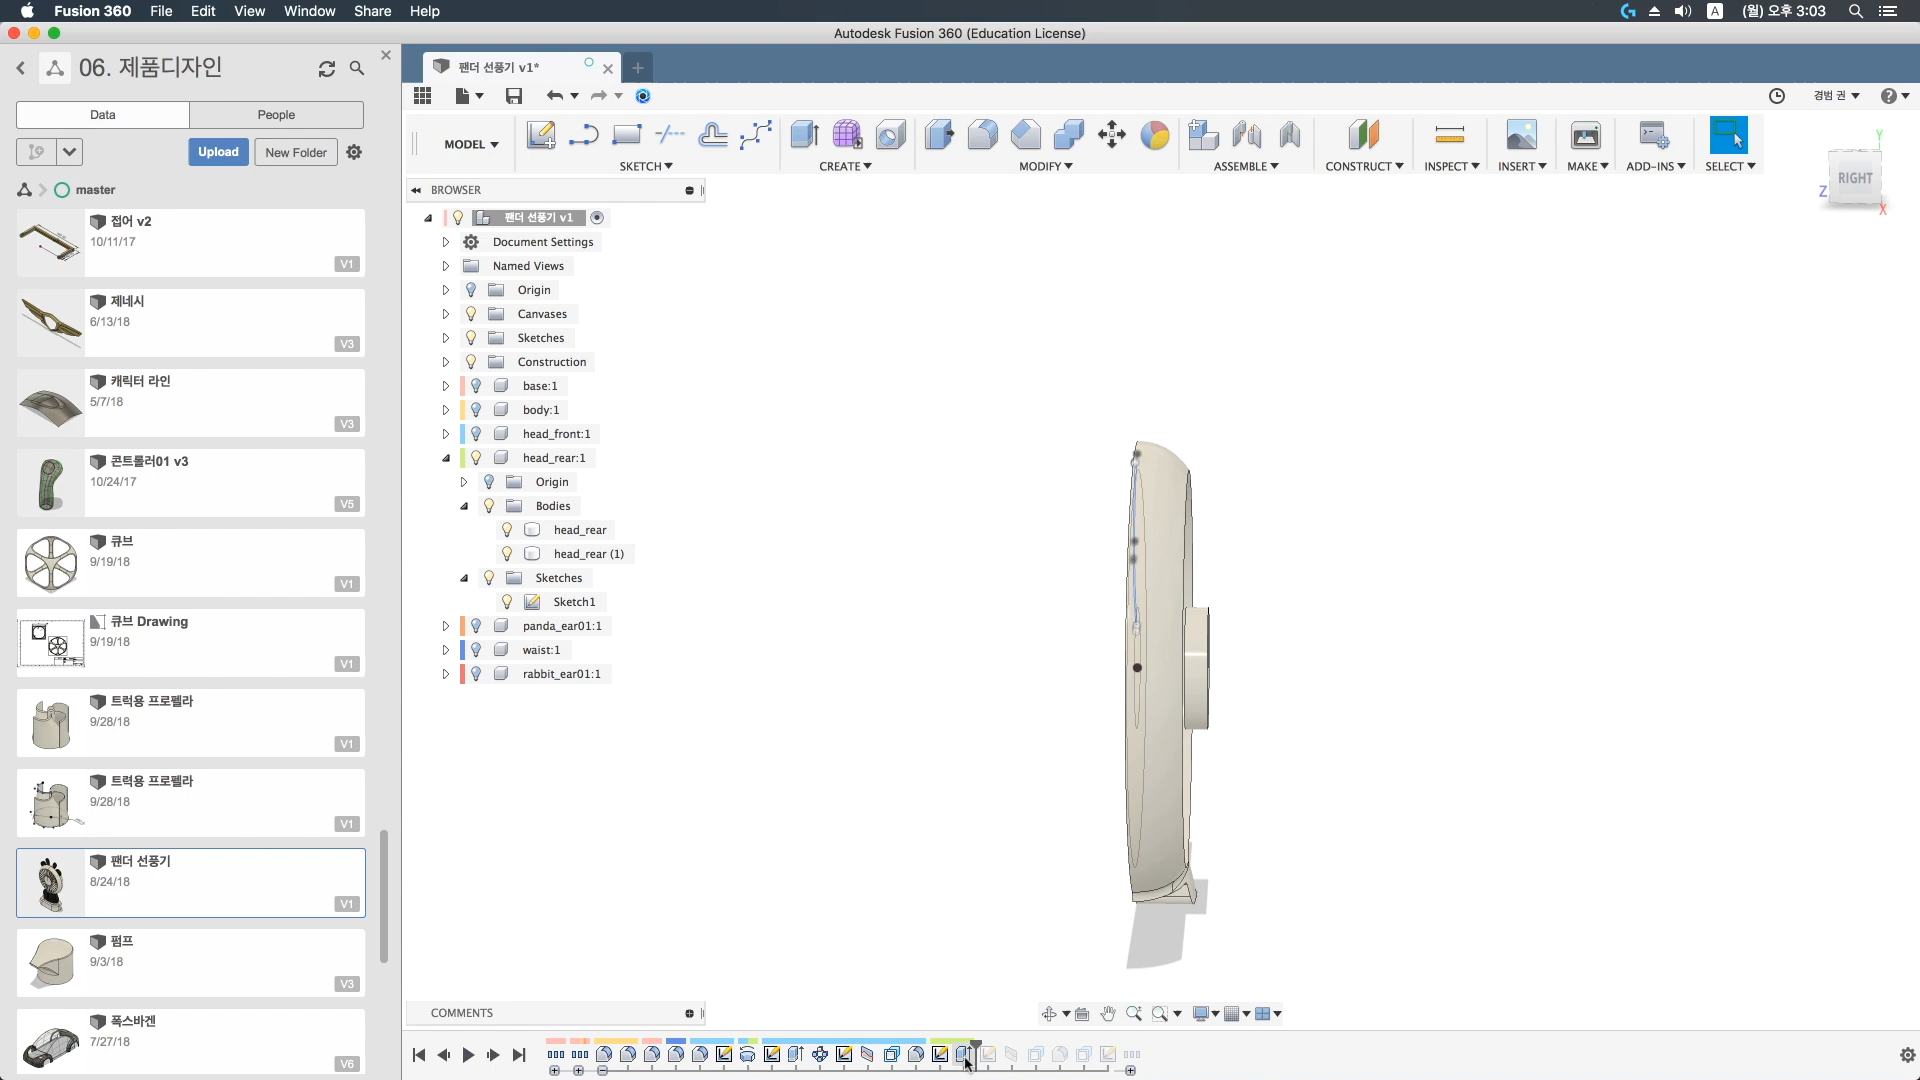 Fusion 360 File Edit View Window Share Help
A (월) 오후 3:03
Autodesk Fusion 360 (Education License)
06. 제품디자인
팬더 선풍기 v1*
Data People
Upload New Folder
master
경범 권
MODEL
SKETCH CREATE MODIFY ASSEMBLE CONSTRUCT INSPECT INSERT MAKE ADD-INS SELECT
Y
RIGHT
Z
X
BROWSER
팬더 선풍기 v1
Document Settings
Named Views
Origin
Canvases
Sketches
Construction
base:1
body:1
head_front:1
head_rear:1
Origin
Bodies
head_rear
head_rear (1)
Sketches
Sketch1
panda_ear01:1
waist:1
rabbit_ear01:1
접어 v2
10/11/17
V1
제네시
6/13/18
V3
캐릭터 라인
5/7/18
V3
콘트롤러01 v3
10/24/17
V5
큐브
9/19/18
V1
큐브 Drawing
9/19/18
V1
트럭용 프로펠라
9/28/18
V1
트력용 프로펠라
9/28/18
V1
팬더 선풍기
8/24/18
V1
펌프
9/3/18
V3
폭스바겐
7/27/18
V6
COMMENTS